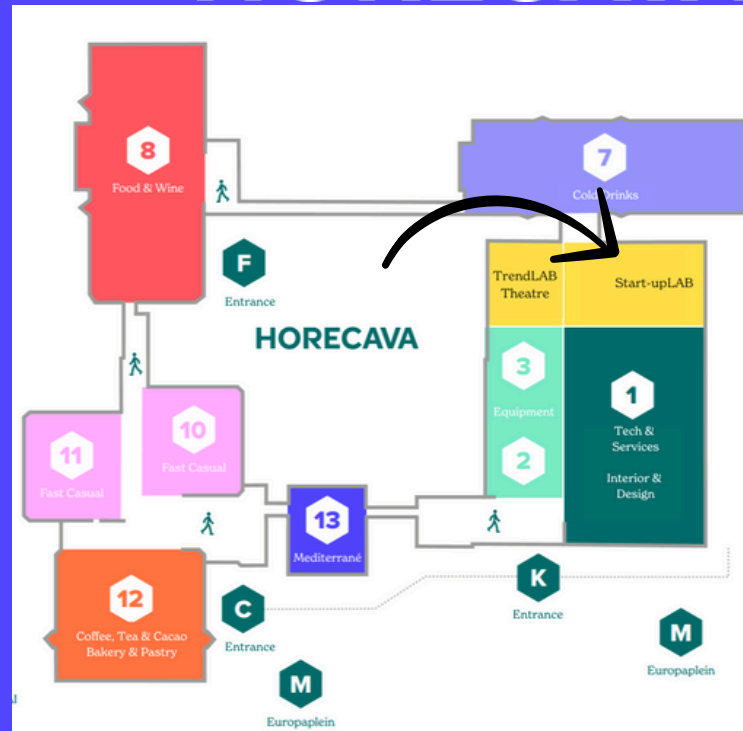 8
Food & Wine
7
Cold Drinks
F
Entrance
TrendLAB
Theatre
Start-upLAB
HORECAVA
3
Equipment
2
1
Tech &
Services
Interior &
Design
10
Fast Casual
11
Fast Casual
13
Mediterrané
12
Coffee, Tea & Cacao
Bakery & Pastry
C
Entrance
K
Entrance
M
Europaplein
M
Europaplein